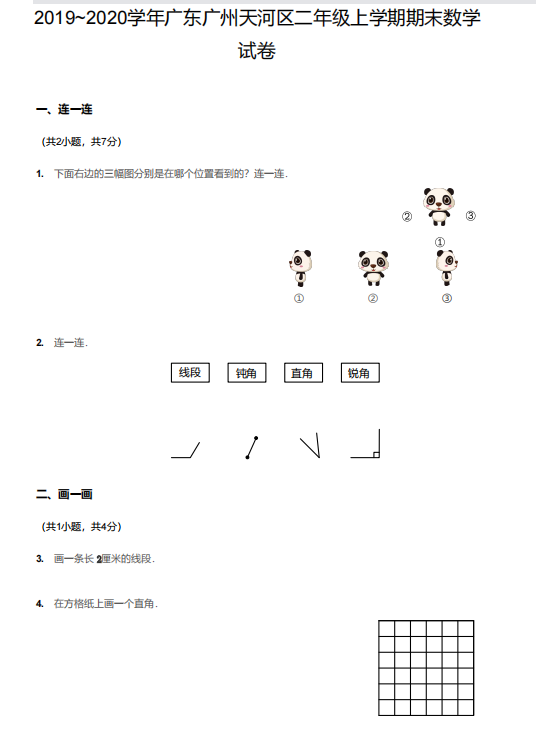 2019~2020学年广东广州天河区二年级上学期期末数学
试卷
一、连一连
(共2小题，共7分)
1. 下面右边的三幅图分别是在哪个位置看到的？连一连.
② ③
①
① ② ③
2. 连一连.
线段 钝角 直角 锐角
二、画一画
(共1小题，共4分)
3. 画一条长2厘米的线段.
4. 在方格纸上画一个直角.